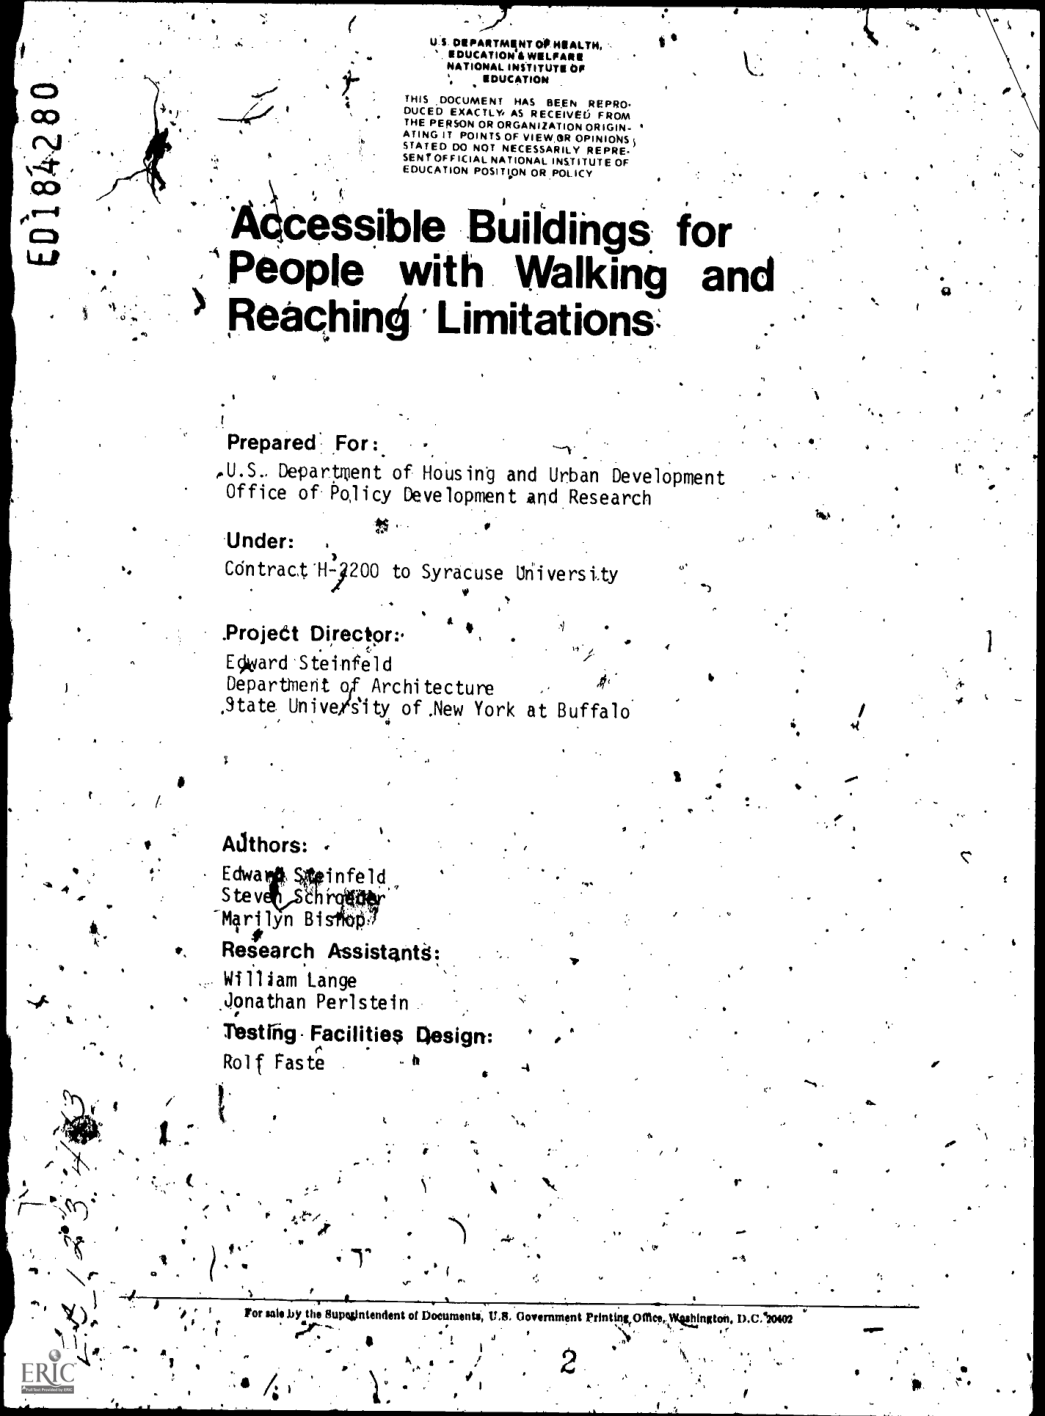 U.S. DEPARTMENT OF HEALTH,
EDUCATION & WELFARE
NATIONAL INSTITUTE OF
EDUCATION
THIS DOCUMENT HAS BEEN REPRO-
DUCED EXACTLY AS RECEIVED FROM
THE PERSON OR ORGANIZATION ORIGIN-
ATING IT POINTS OF VIEW OR OPINIONS
STATED DO NOT NECESSARILY REPRE-
SENT OFFICIAL NATIONAL INSTITUTE OF
EDUCATION POSITION OR POLICY
ED184280
Accessible Buildings for
People with Walking and
Reaching Limitations
Prepared For:
U.S. Department of Housing and Urban Development
Office of Policy Development and Research
Under:
Contract H-2200 to Syracuse University
Project Director:
Edward Steinfeld
Department of Architecture
State University of New York at Buffalo
Authors:
Edward Steinfeld
Steven Schroeder
Marilyn Bishop
Research Assistants:
William Lange
Jonathan Perlstein
Testing Facilities Design:
Rolf Faste
For sale by the Superintendent of Documents, U.S. Government Printing Office, Washington, D.C. 20402
2
ERIC